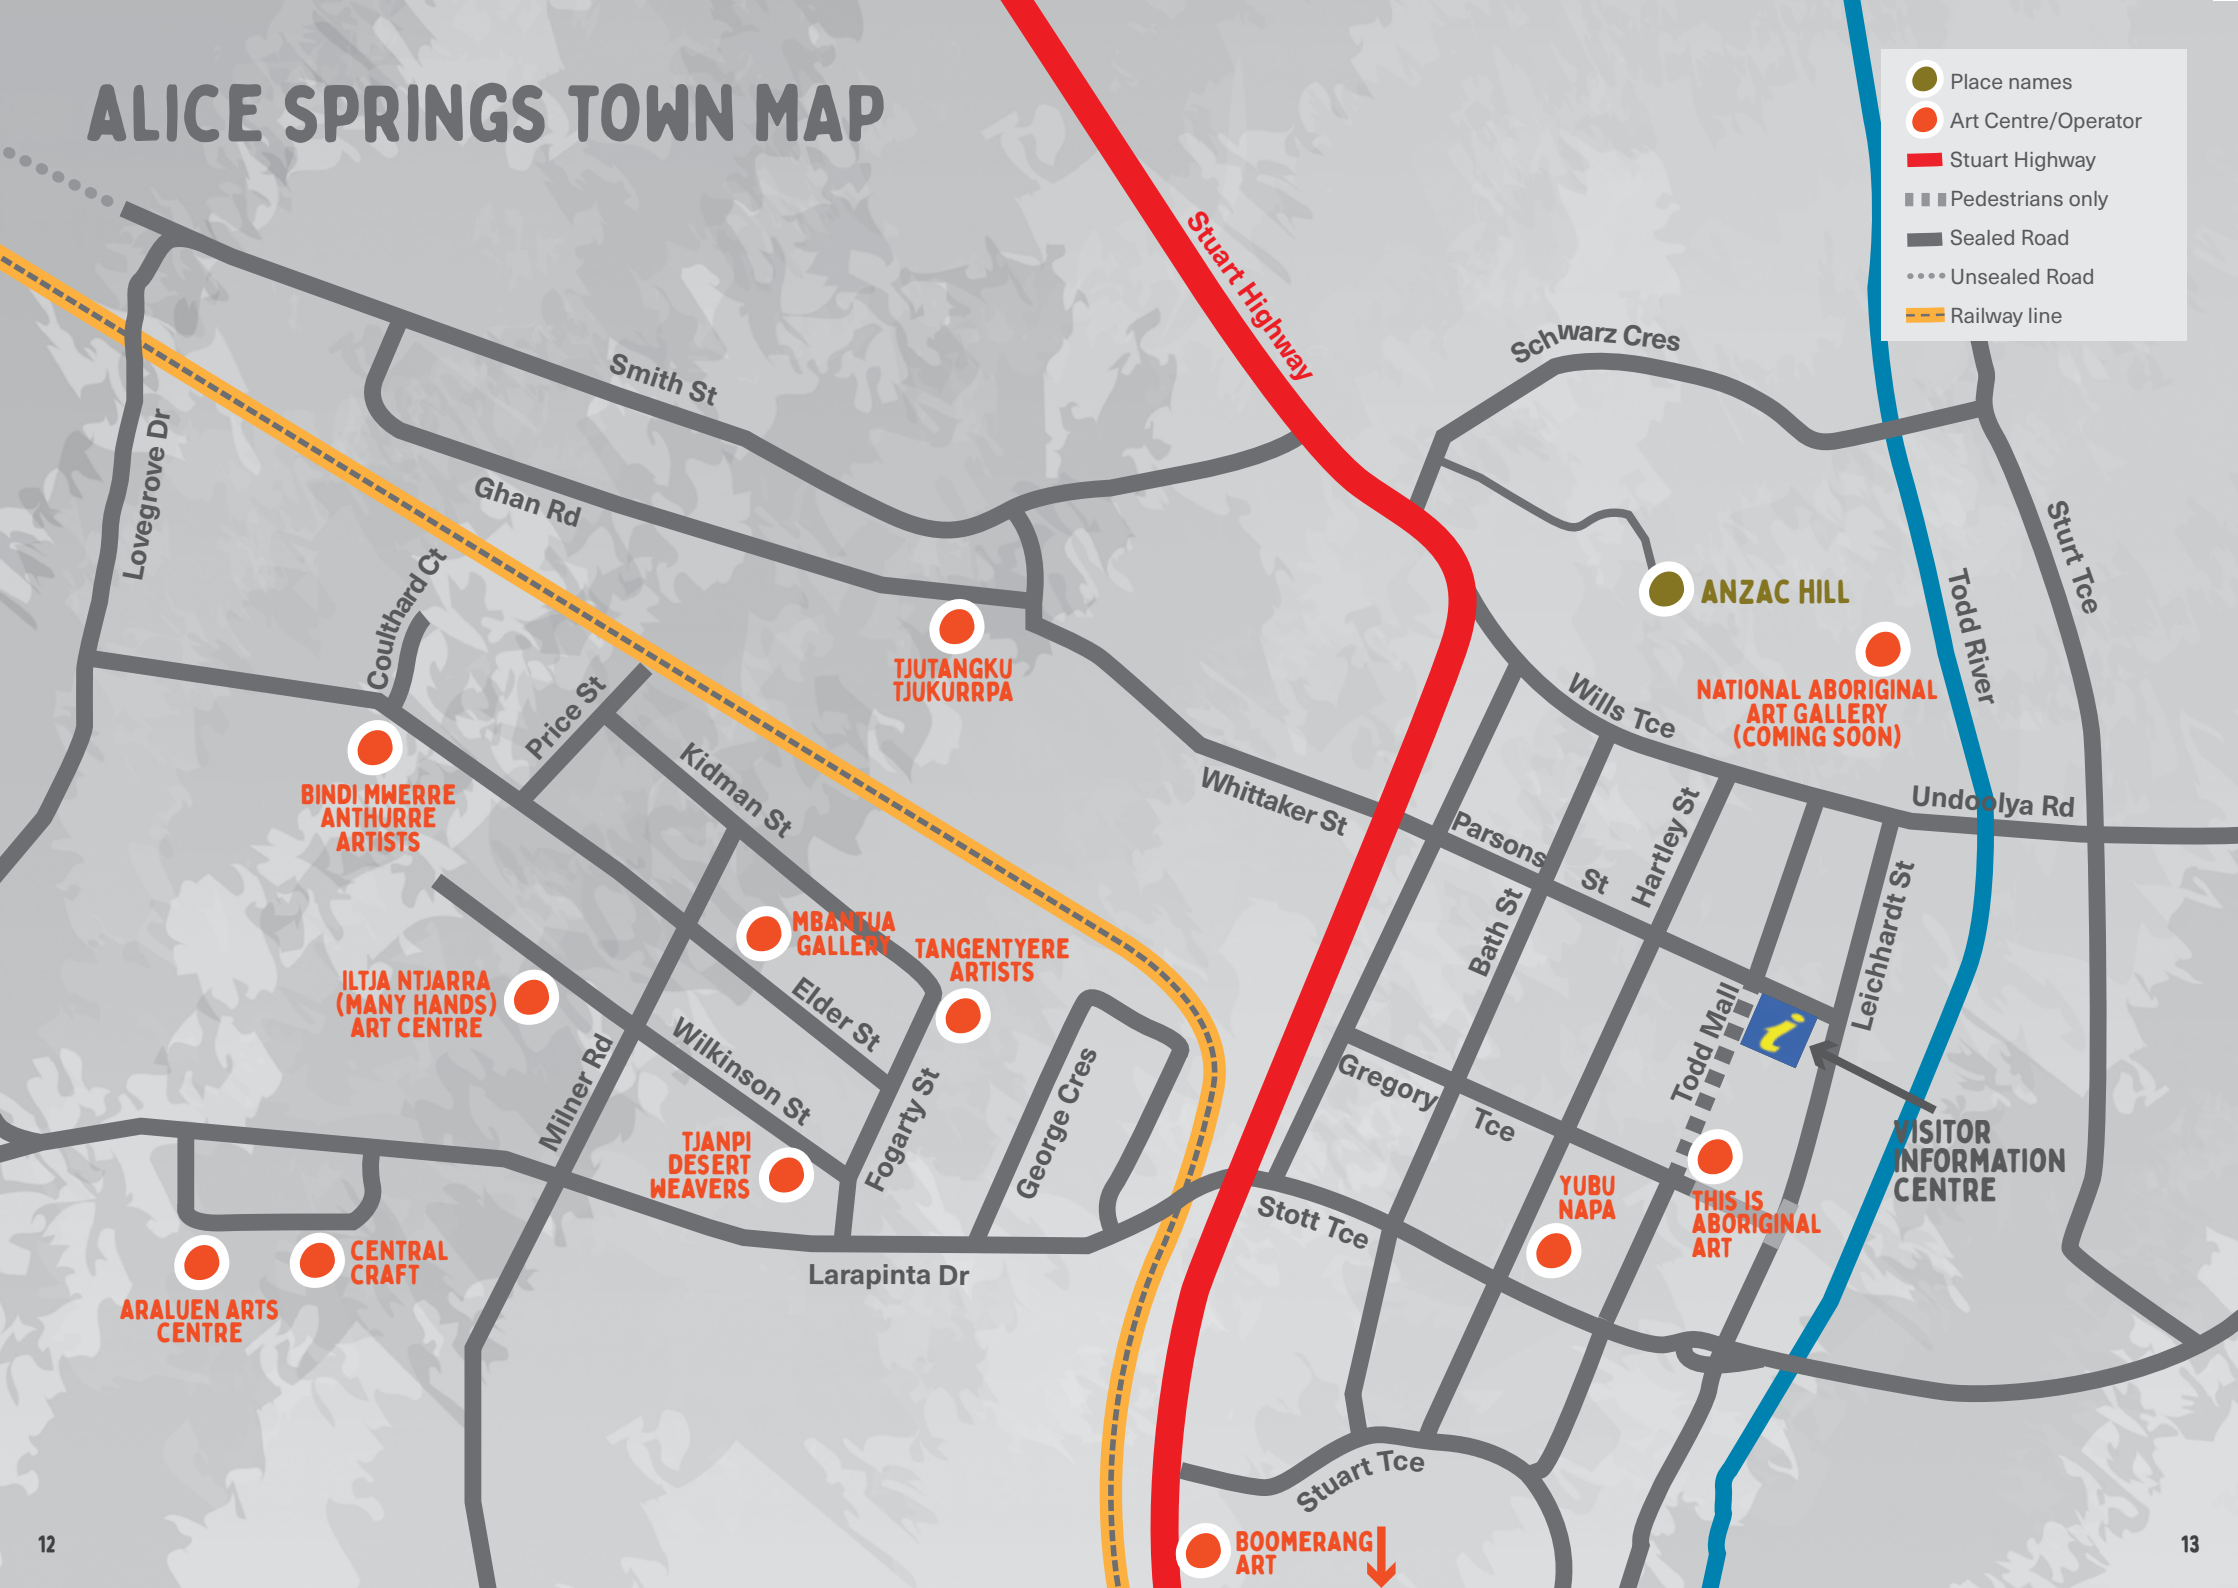 ALICE SPRINGS TOWN MAP
Place names
Art Centre/Operator
Stuart Highway
Pedestrians only
Sealed Road
Unsealed Road
Railway line
Stuart Highway
Schwarz Cres
Smith St
Lovegrove Dr
Ghan Rd
Sturt Tce
Coulthard Ct
ANZAC HILL
Todd River
TJUTANGKU
TJUKURRPA
NATIONAL ABORIGINAL
ART GALLERY
(COMING SOON)
Price St
Wills Tce
Kidman St
Whittaker St
BINDI MWERRE
ANTHURRE
ARTISTS
Undoolya Rd
Parsons
St
Hartley St
Bath St
Leichhardt St
MBANTUA
GALLERY
TANGENTYERE
ARTISTS
ILTJA NTJARRA
(MANY HANDS)
ART CENTRE
Elder St
Wilkinson St
Milner Rd
Todd Mall
i
Gregory
Tce
George Cres
Fogarty St
VISITOR
INFORMATION
CENTRE
TJANPI
DESERT
WEAVERS
YUBU
NAPA
THIS IS
ABORIGINAL
ART
Stott Tce
CENTRAL
CRAFT
Larapinta Dr
ARALUEN ARTS
CENTRE
Stuart Tce
BOOMERANG
ART
12
13